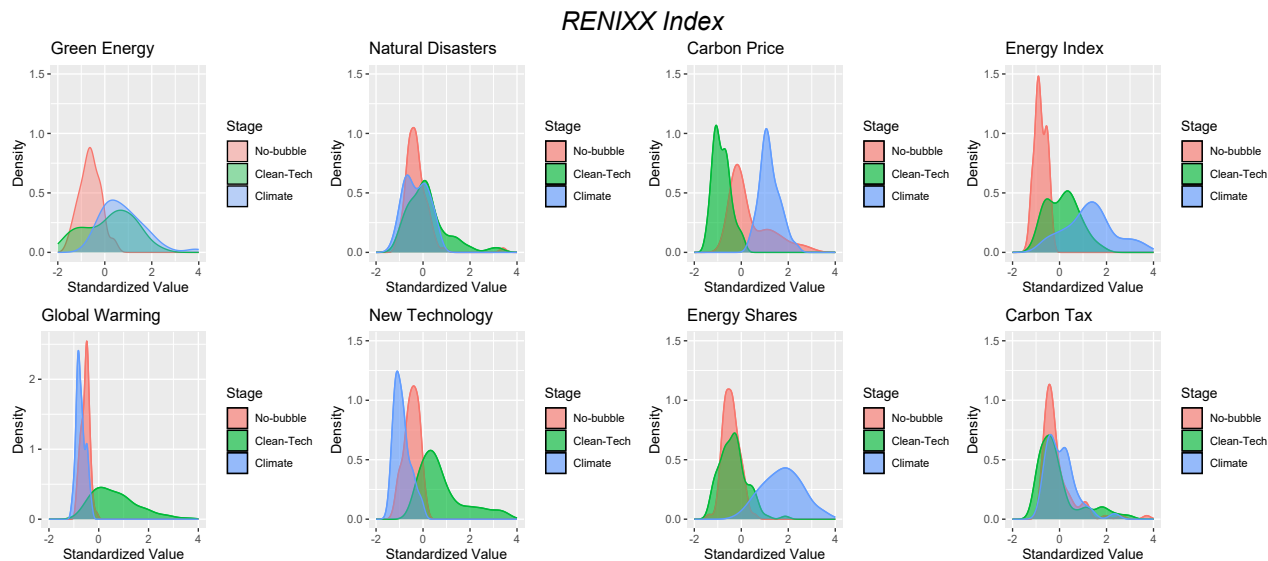 RENIXX Index
Green Energy
1.5
1.0
0.5
0.0
Density
-2 0 2 4
Standardized Value
Stage
No-bubble
Clean-Tech
Climate
Natural Disasters
1.5
1.0
0.5
0.0
Density
-2 0 2 4
Standardized Value
Stage
No-bubble
Clean-Tech
Climate
Carbon Price
1.5
1.0
0.5
0.0
Density
-2 0 2 4
Standardized Value
Stage
No-bubble
Clean-Tech
Climate
Energy Index
1.5
1.0
0.5
0.0
Density
-2 0 2 4
Standardized Value
Stage
No-bubble
Clean-Tech
Climate
Global Warming
2
1
0
Density
-2 0 2 4
Standardized Value
Stage
No-bubble
Clean-Tech
Climate
New Technology
1.5
1.0
0.5
0.0
Density
-2 0 2 4
Standardized Value
Stage
No-bubble
Clean-Tech
Climate
Energy Shares
1.5
1.0
0.5
0.0
Density
-2 0 2 4
Standardized Value
Stage
No-bubble
Clean-Tech
Climate
Carbon Tax
1.5
1.0
0.5
0.0
Density
-2 0 2 4
Standardized Value
Stage
No-bubble
Clean-Tech
Climate